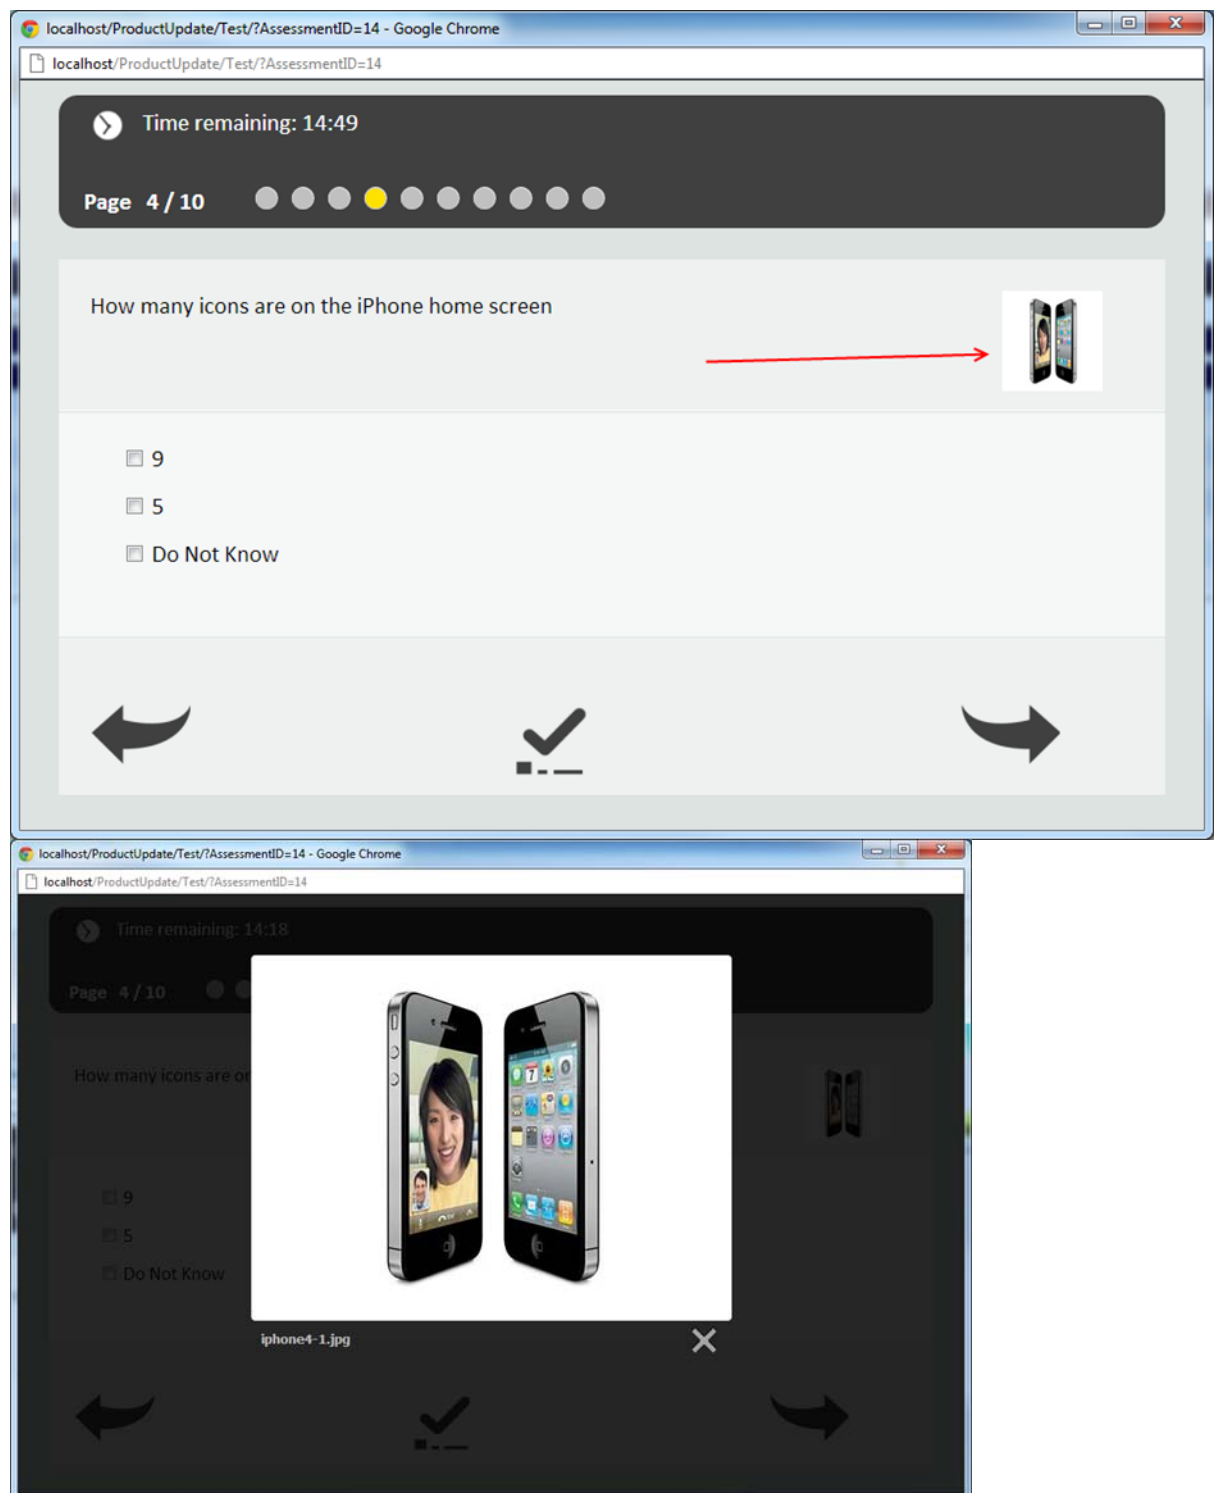 localhost/ProductUpdate/Test/?AssessmentID=14 - Google Chrome
localhost/ProductUpdate/Test/?AssessmentID=14
Time remaining: 14:49
Page 4 / 10
How many icons are on the iPhone home screen
9
5
Do Not Know
localhost/ProductUpdate/Test/?AssessmentID=14 - Google Chrome
localhost/ProductUpdate/Test/?AssessmentID=14
Time remaining: 14:18
Page 4 / 10
How many icons are or
7
9
5
Do Not Know
iphone4-1.jpg